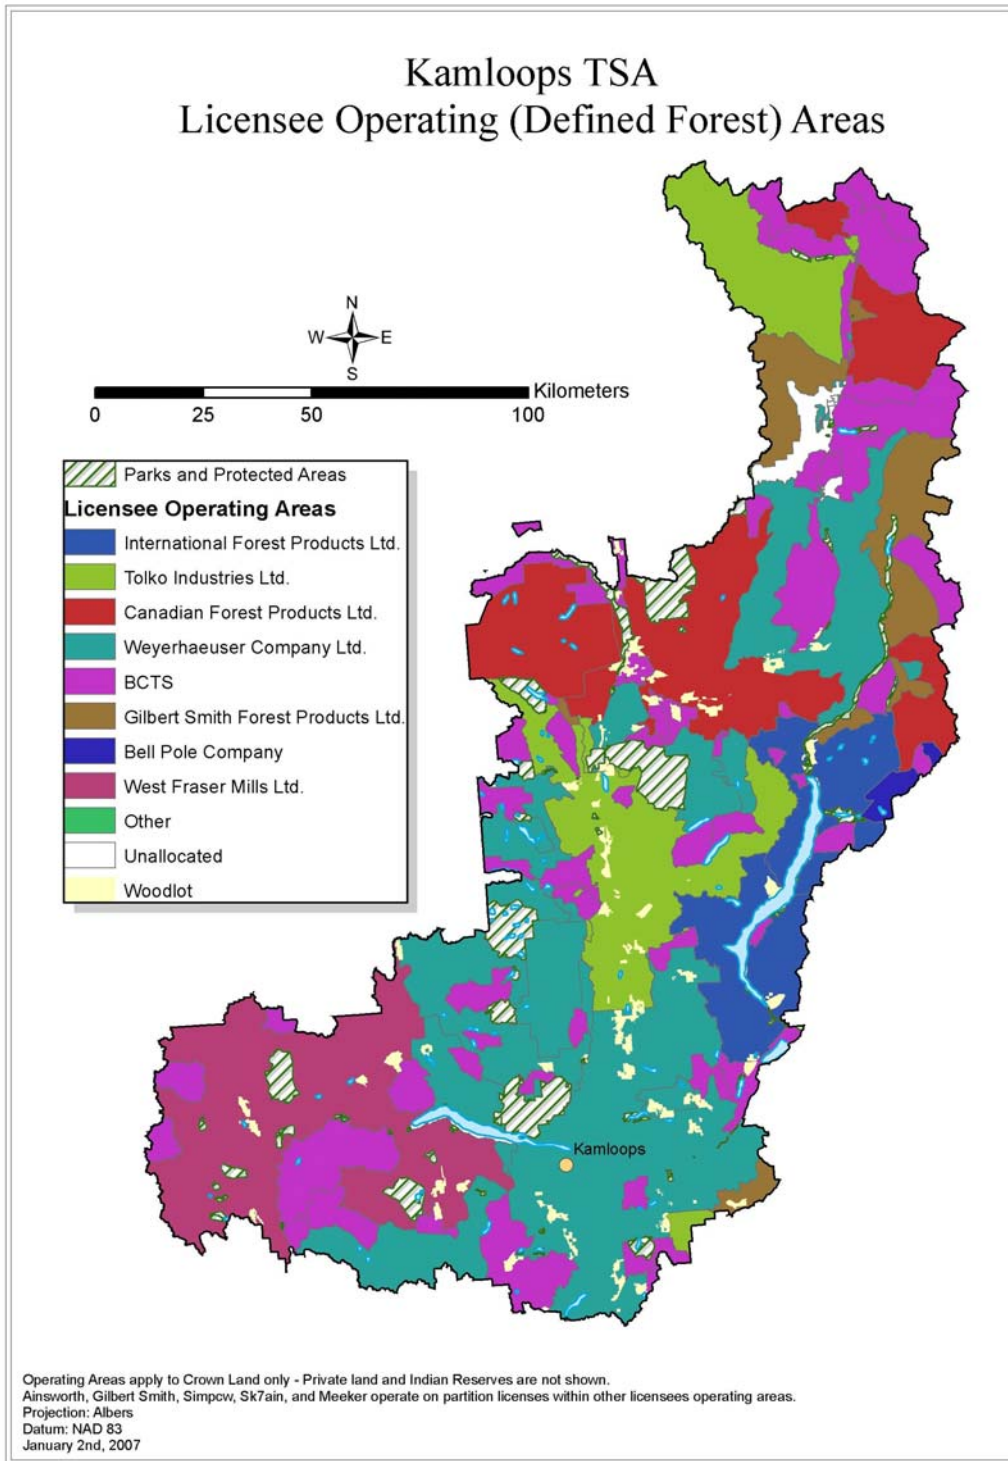 Kamloops TSA
Licensee Operating (Defined Forest) Areas
N
W E
S
Kilometers
0 25 50 100
Parks and Protected Areas
Licensee Operating Areas
International Forest Products Ltd.
Tolko Industries Ltd.
Canadian Forest Products Ltd.
Weyerhaeuser Company Ltd.
BCTS
Gilbert Smith Forest Products Ltd.
Bell Pole Company
West Fraser Mills Ltd.
Other
Unallocated
Woodlot
Kamloops
Operating Areas apply to Crown Land only - Private land and Indian Reserves are not shown.
Ainsworth, Gilbert Smith, Simpcw, Sk7ain, and Meeker operate on partition licenses within other licensees operating areas.
Projection: Albers
Datum: NAD 83
January 2nd, 2007